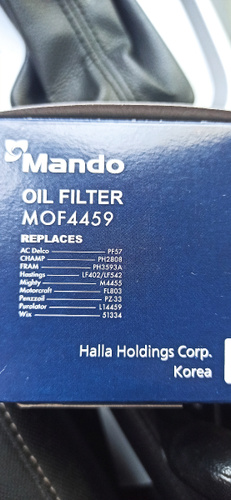 Mando
OIL FILTER
MOF4459
REPLACES
AC Delco PF57
CHAMP PH2808
FRAM PH3593A
Hastings LF402/LF542
Mighty M4455
Motorcraft FL803
Penzzoil PZ-33
Purolator L14459
Wix 51334
Halla Holdings Corp.
Korea